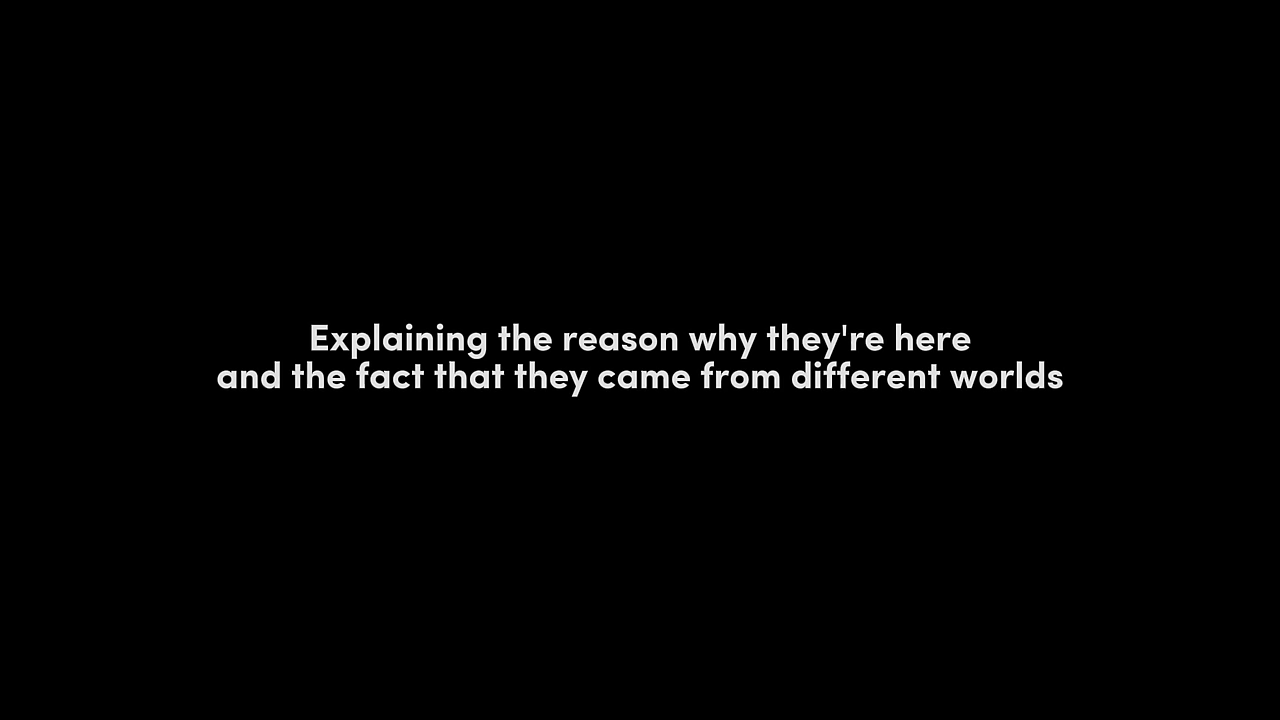 Explaining the reason why they're here
and the fact that they came from different worlds